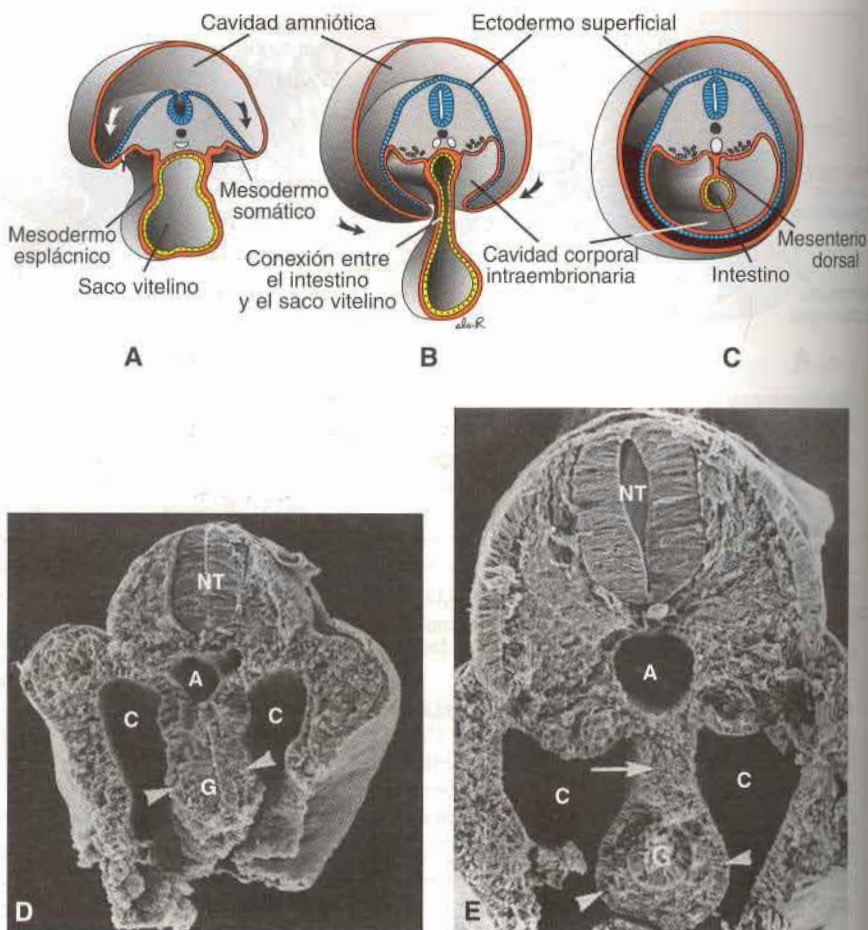 Cavidad amniótica
Ectodermo superficial
Mesodermo
somático
Mesodermo
esplácnico
Saco vitelino
Conexión entre
el intestino
y el saco vitelino
Cavidad corporal
intraembrionaria
Mesenterio
dorsal
Intestino
A
B
C
NT
A
C
C
G
D
NT
A
C
C
G
E